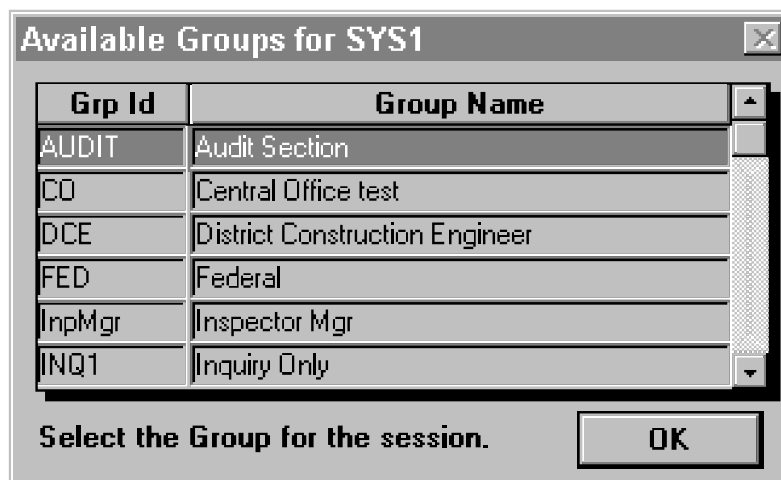 Available Groups for SYS1
Grp Id Group Name
AUDIT Audit Section
CO Central Office test
DCE District Construction Engineer
FED Federal
InpMgr Inspector Mgr
INQ1 Inquiry Only
Select the Group for the session. OK